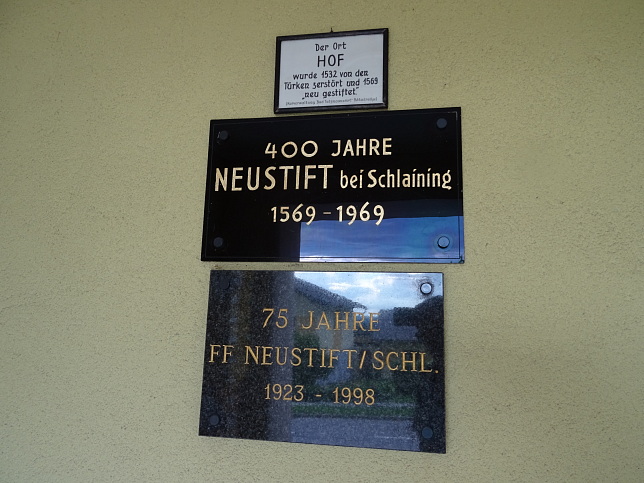 Der Ort
HOF
wurde 1532 von den
Türken zerstört und 1569
„neu gestiftet.“
400 JAHRE
NEUSTIFT bei Schlaining
1569 - 1969
75 JAHRE
FF NEUSTIFT/SCHL.
1923 - 1998